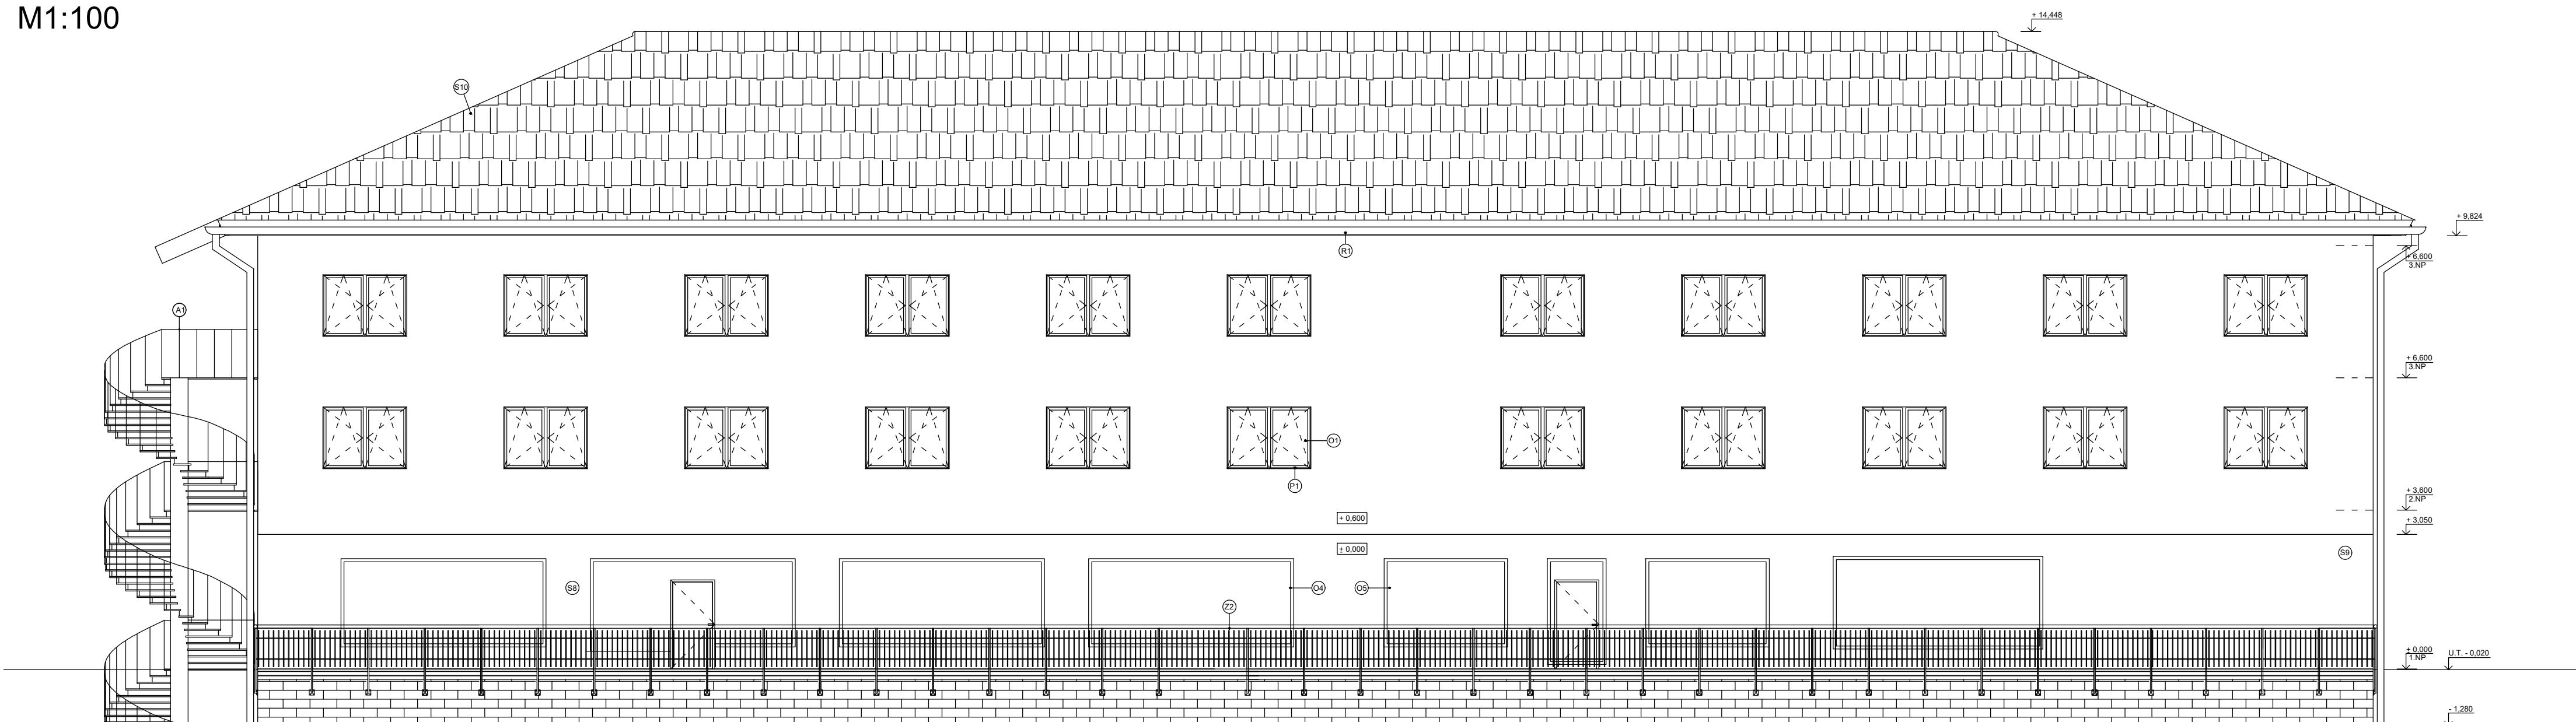 M1:100
+ 14,448
S10
+ 9,824
R1
+ 6,600
3.NP
A1
+ 6,600
3.NP
O1
P1
+ 3,600
2.NP
+ 0,600
+ 3,050
± 0,000
S9
S8
O4
O5
Z2
± 0,000
1.NP
U.T. - 0,020
- 1,280